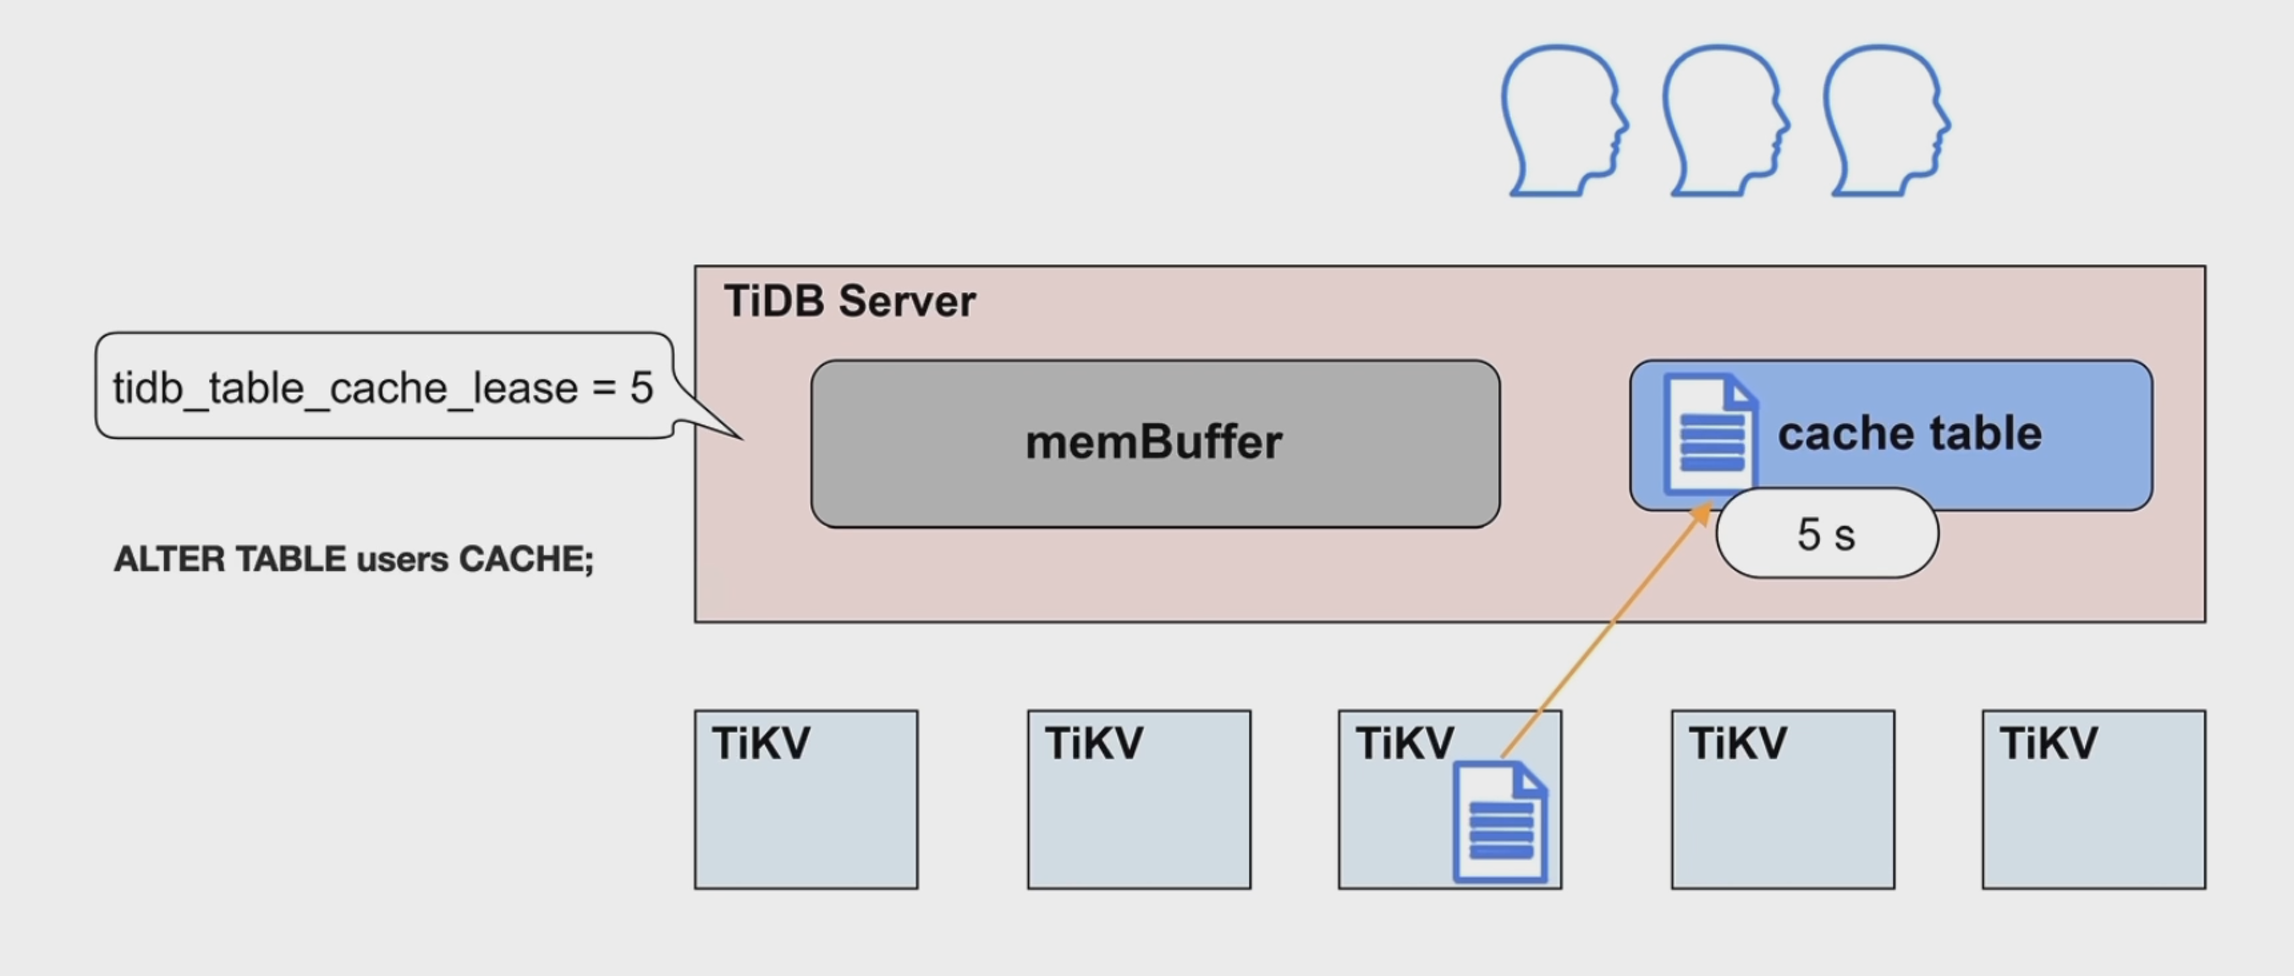 TiDB Server
tidb_table_cache_lease = 5
memBuffer
cache table
5 s
ALTER TABLE users CACHE;
TiKV
TiKV
TiKV
TiKV
TiKV